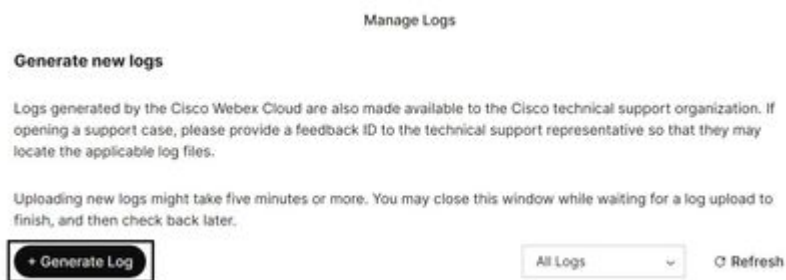 Manage Logs
Generate new logs
Logs generated by the Cisco Webex Cloud are also made available to the Cisco technical support organization. If
opening a support case, please provide a feedback ID to the technical support representative so that they may
locate the applicable log files.
Uploading new logs might take five minutes or more. You may close this window while waiting for a log upload to
finish, and then check back later.
+ Generate Log All Logs Refresh